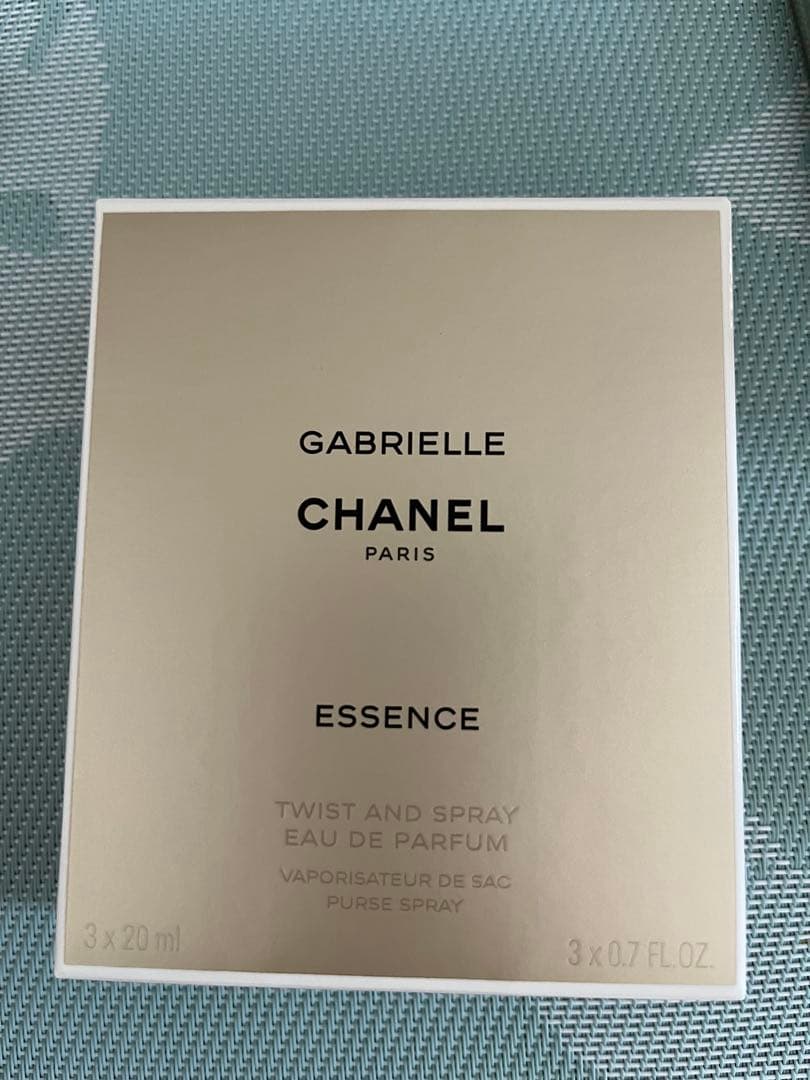 GABRIELLE
CHANEL
PARIS
ESSENCE
TWIST AND SPRAY
EAU DE PARFUM
VAPORISATEUR DE SAC
PURSE SPRAY
3 x 20 ml
3 x 0.7 FL.OZ.